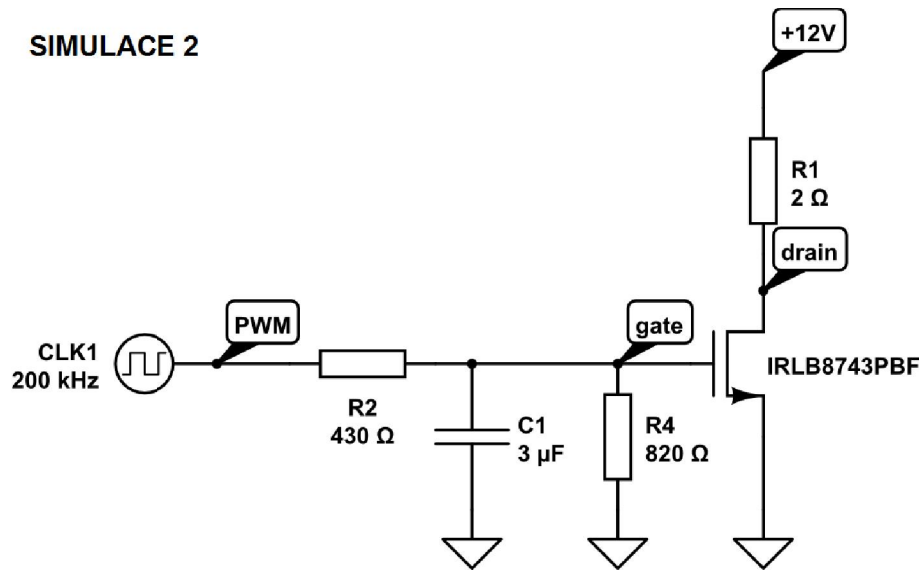 SIMULACE 2
+12V
R1
2 Ω
drain
PWM
gate
CLK1
200 kHz
IRLB8743PBF
R2
430 Ω
C1
3 µF
R4
820 Ω